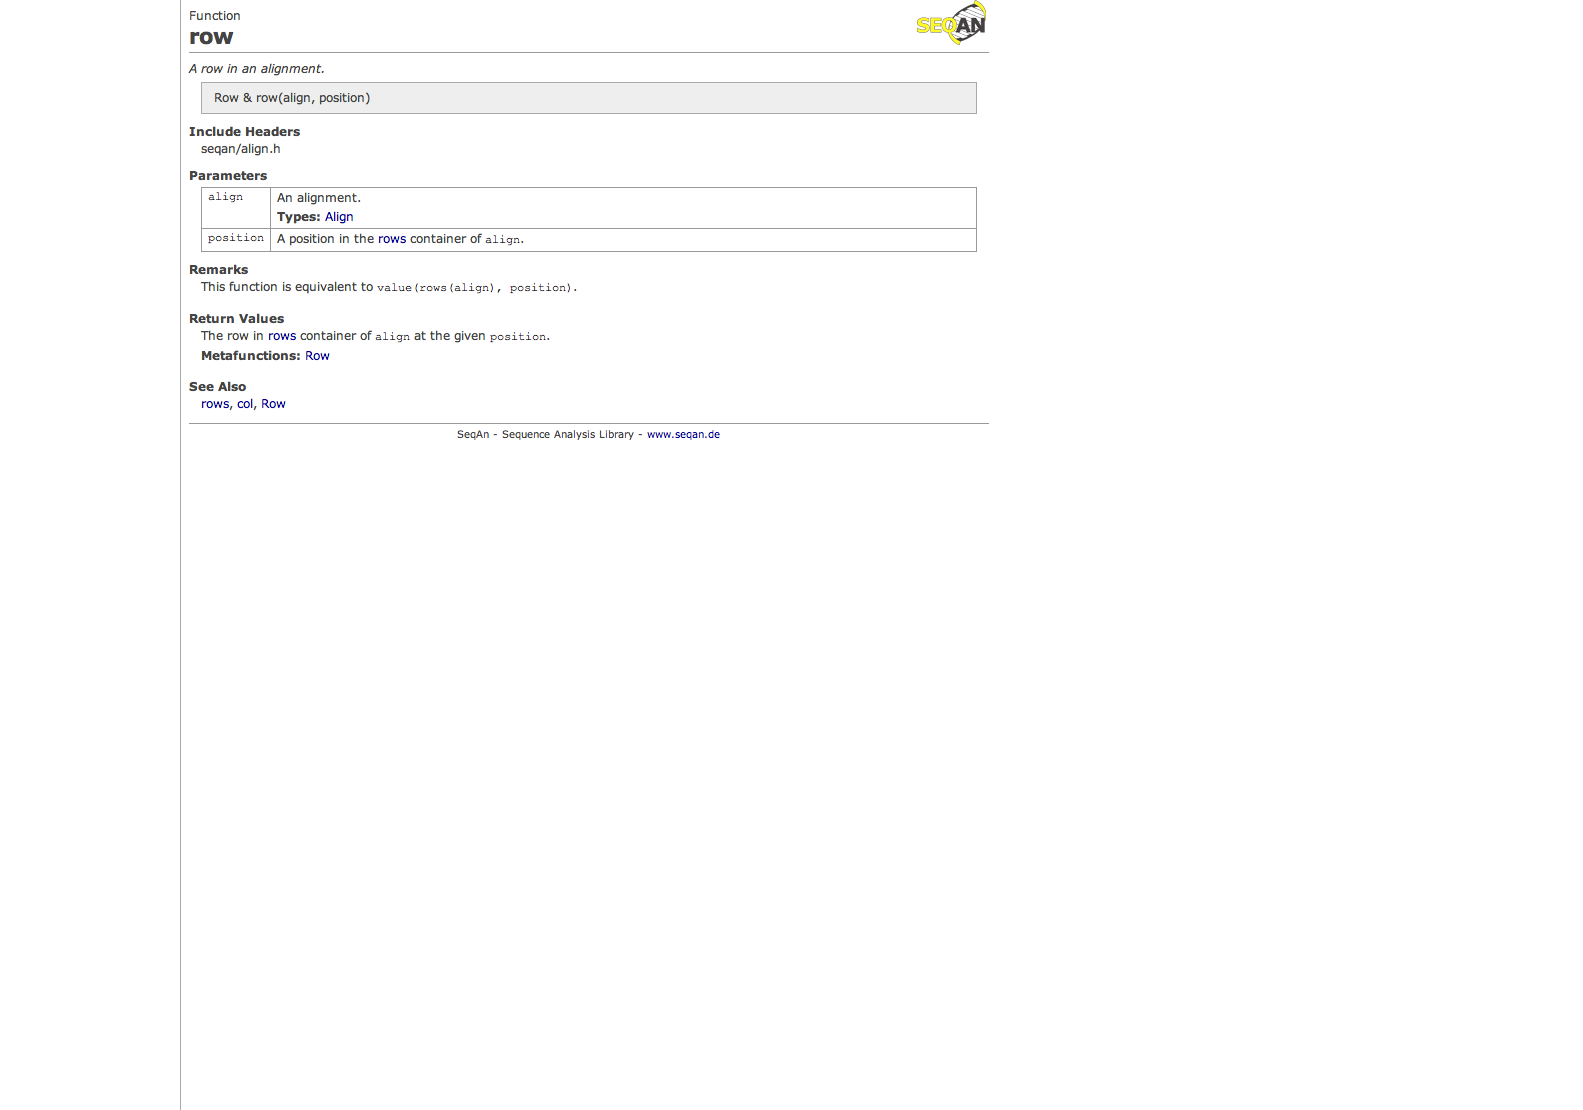 Function
row
SEQAN
A row in an alignment.
Row & row(align, position)
Include Headers
seqan/align.h
Parameters
align An alignment.
Types: Align
position A position in the rows container of align.
Remarks
This function is equivalent to value(rows(align), position).
Return Values
The row in rows container of align at the given position.
Metafunctions: Row
See Also
rows, col, Row
SeqAn - Sequence Analysis Library - www.seqan.de